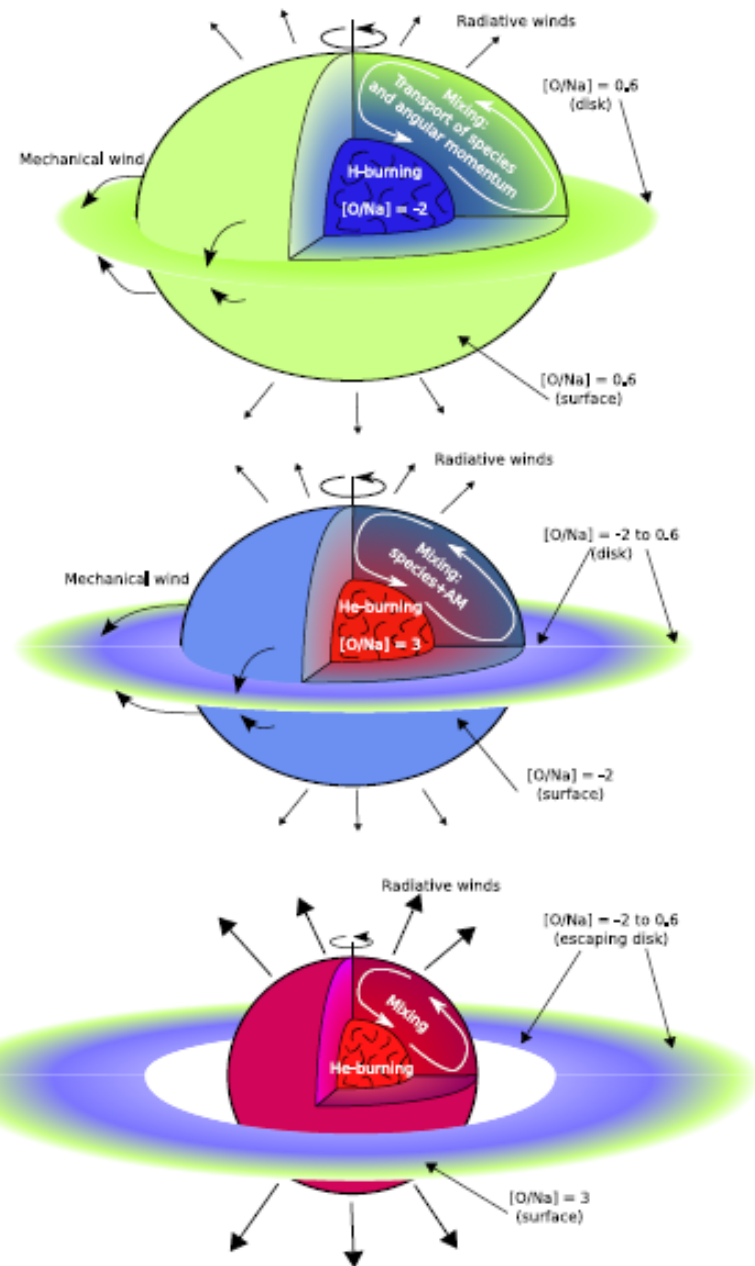 Radiative winds
[O/Na] = 0.6
(disk)
Mixing:
Transport of species
and angular momentum
Mechanical wind
H-burning
[O/Na] = -2
[O/Na] = 0.6
(surface)
Radiative winds
[O/Na] = -2 to 0.6
(disk)
Mixing:
species+AM
Mechanical wind
He-burning
[O/Na] = 3
[O/Na] = -2
(surface)
Radiative winds
[O/Na] = -2 to 0.6
(escaping disk)
Mixing
He-burning
[O/Na] = 3
(surface)